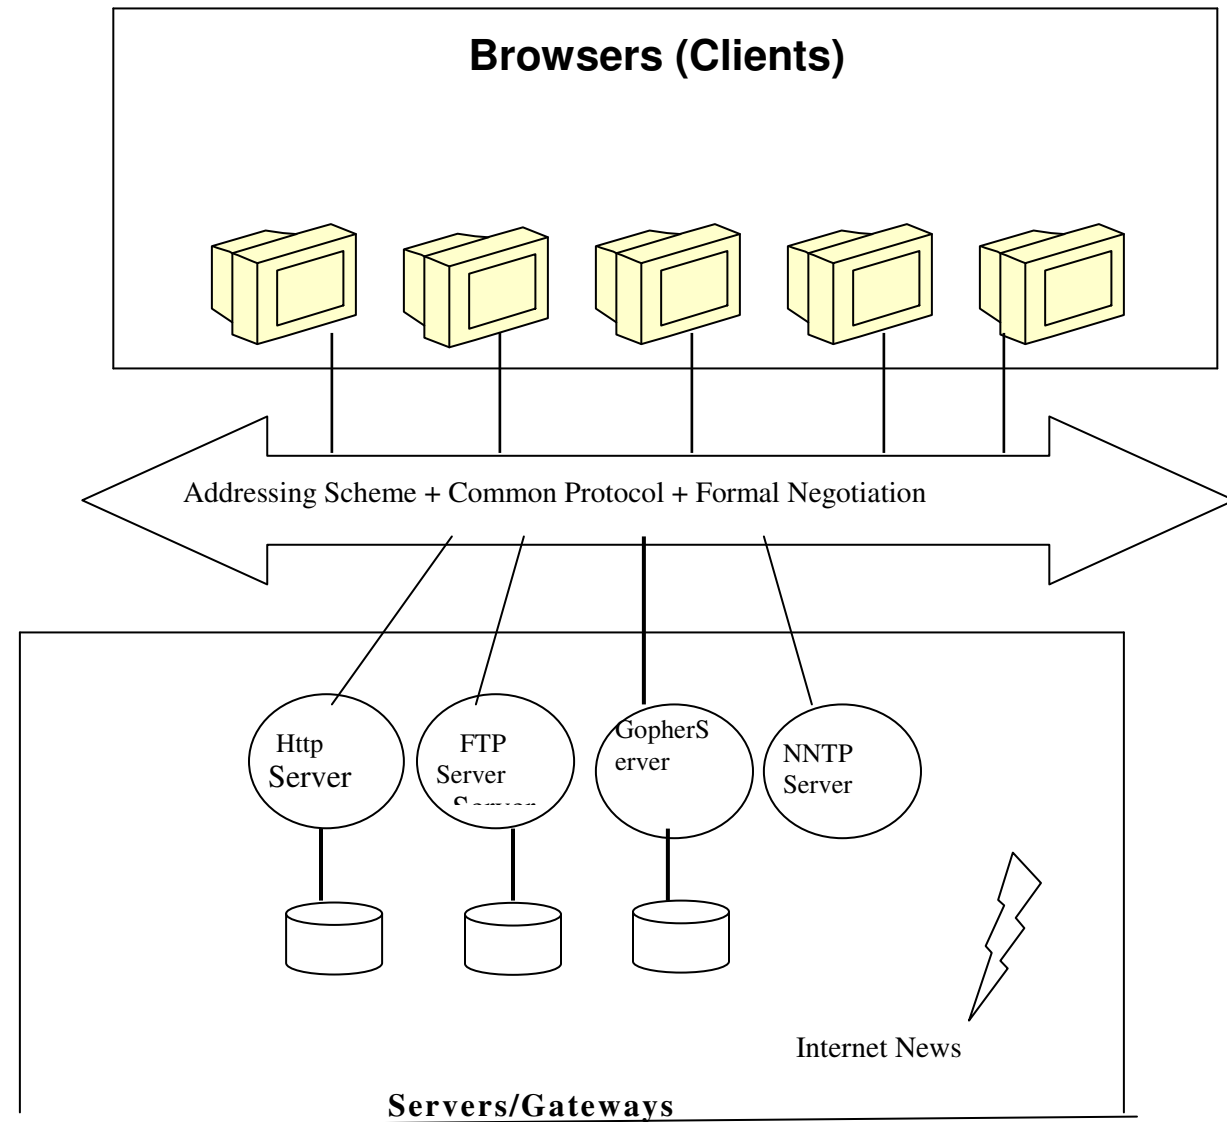 Browsers (Clients)
Addressing Scheme + Common Protocol + Formal Negotiation
Http
Server
FTP
Server
Server
GopherS
erver
NNTP
Server
Internet News
Servers/Gateways